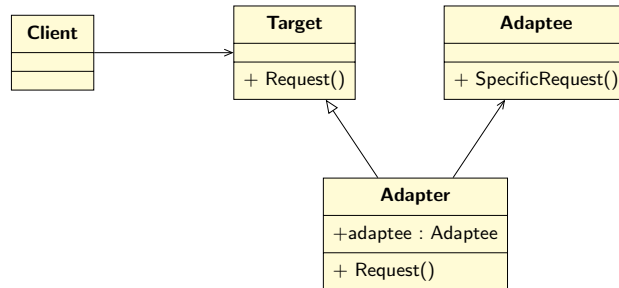 Client
Target
+ Request()
Adaptee
+ SpecificRequest()
Adapter
+adaptee : Adaptee
+ Request()